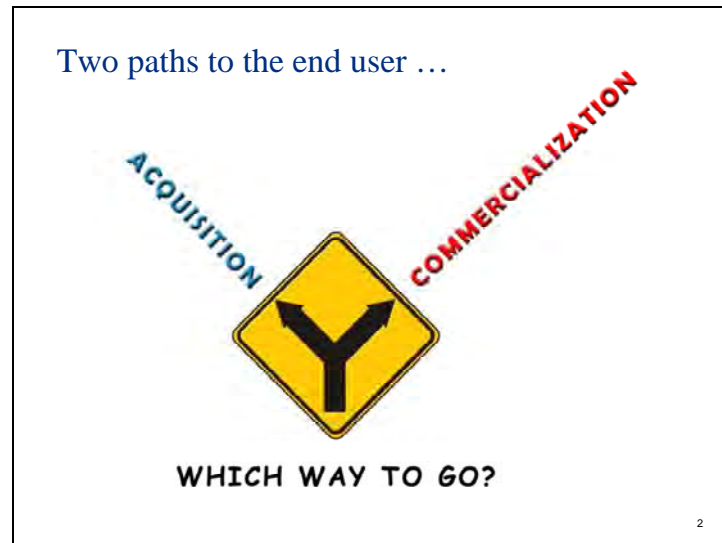 Two paths to the end user …
ACQUISITION
COMMERCIALIZATION
WHICH WAY TO GO?
2